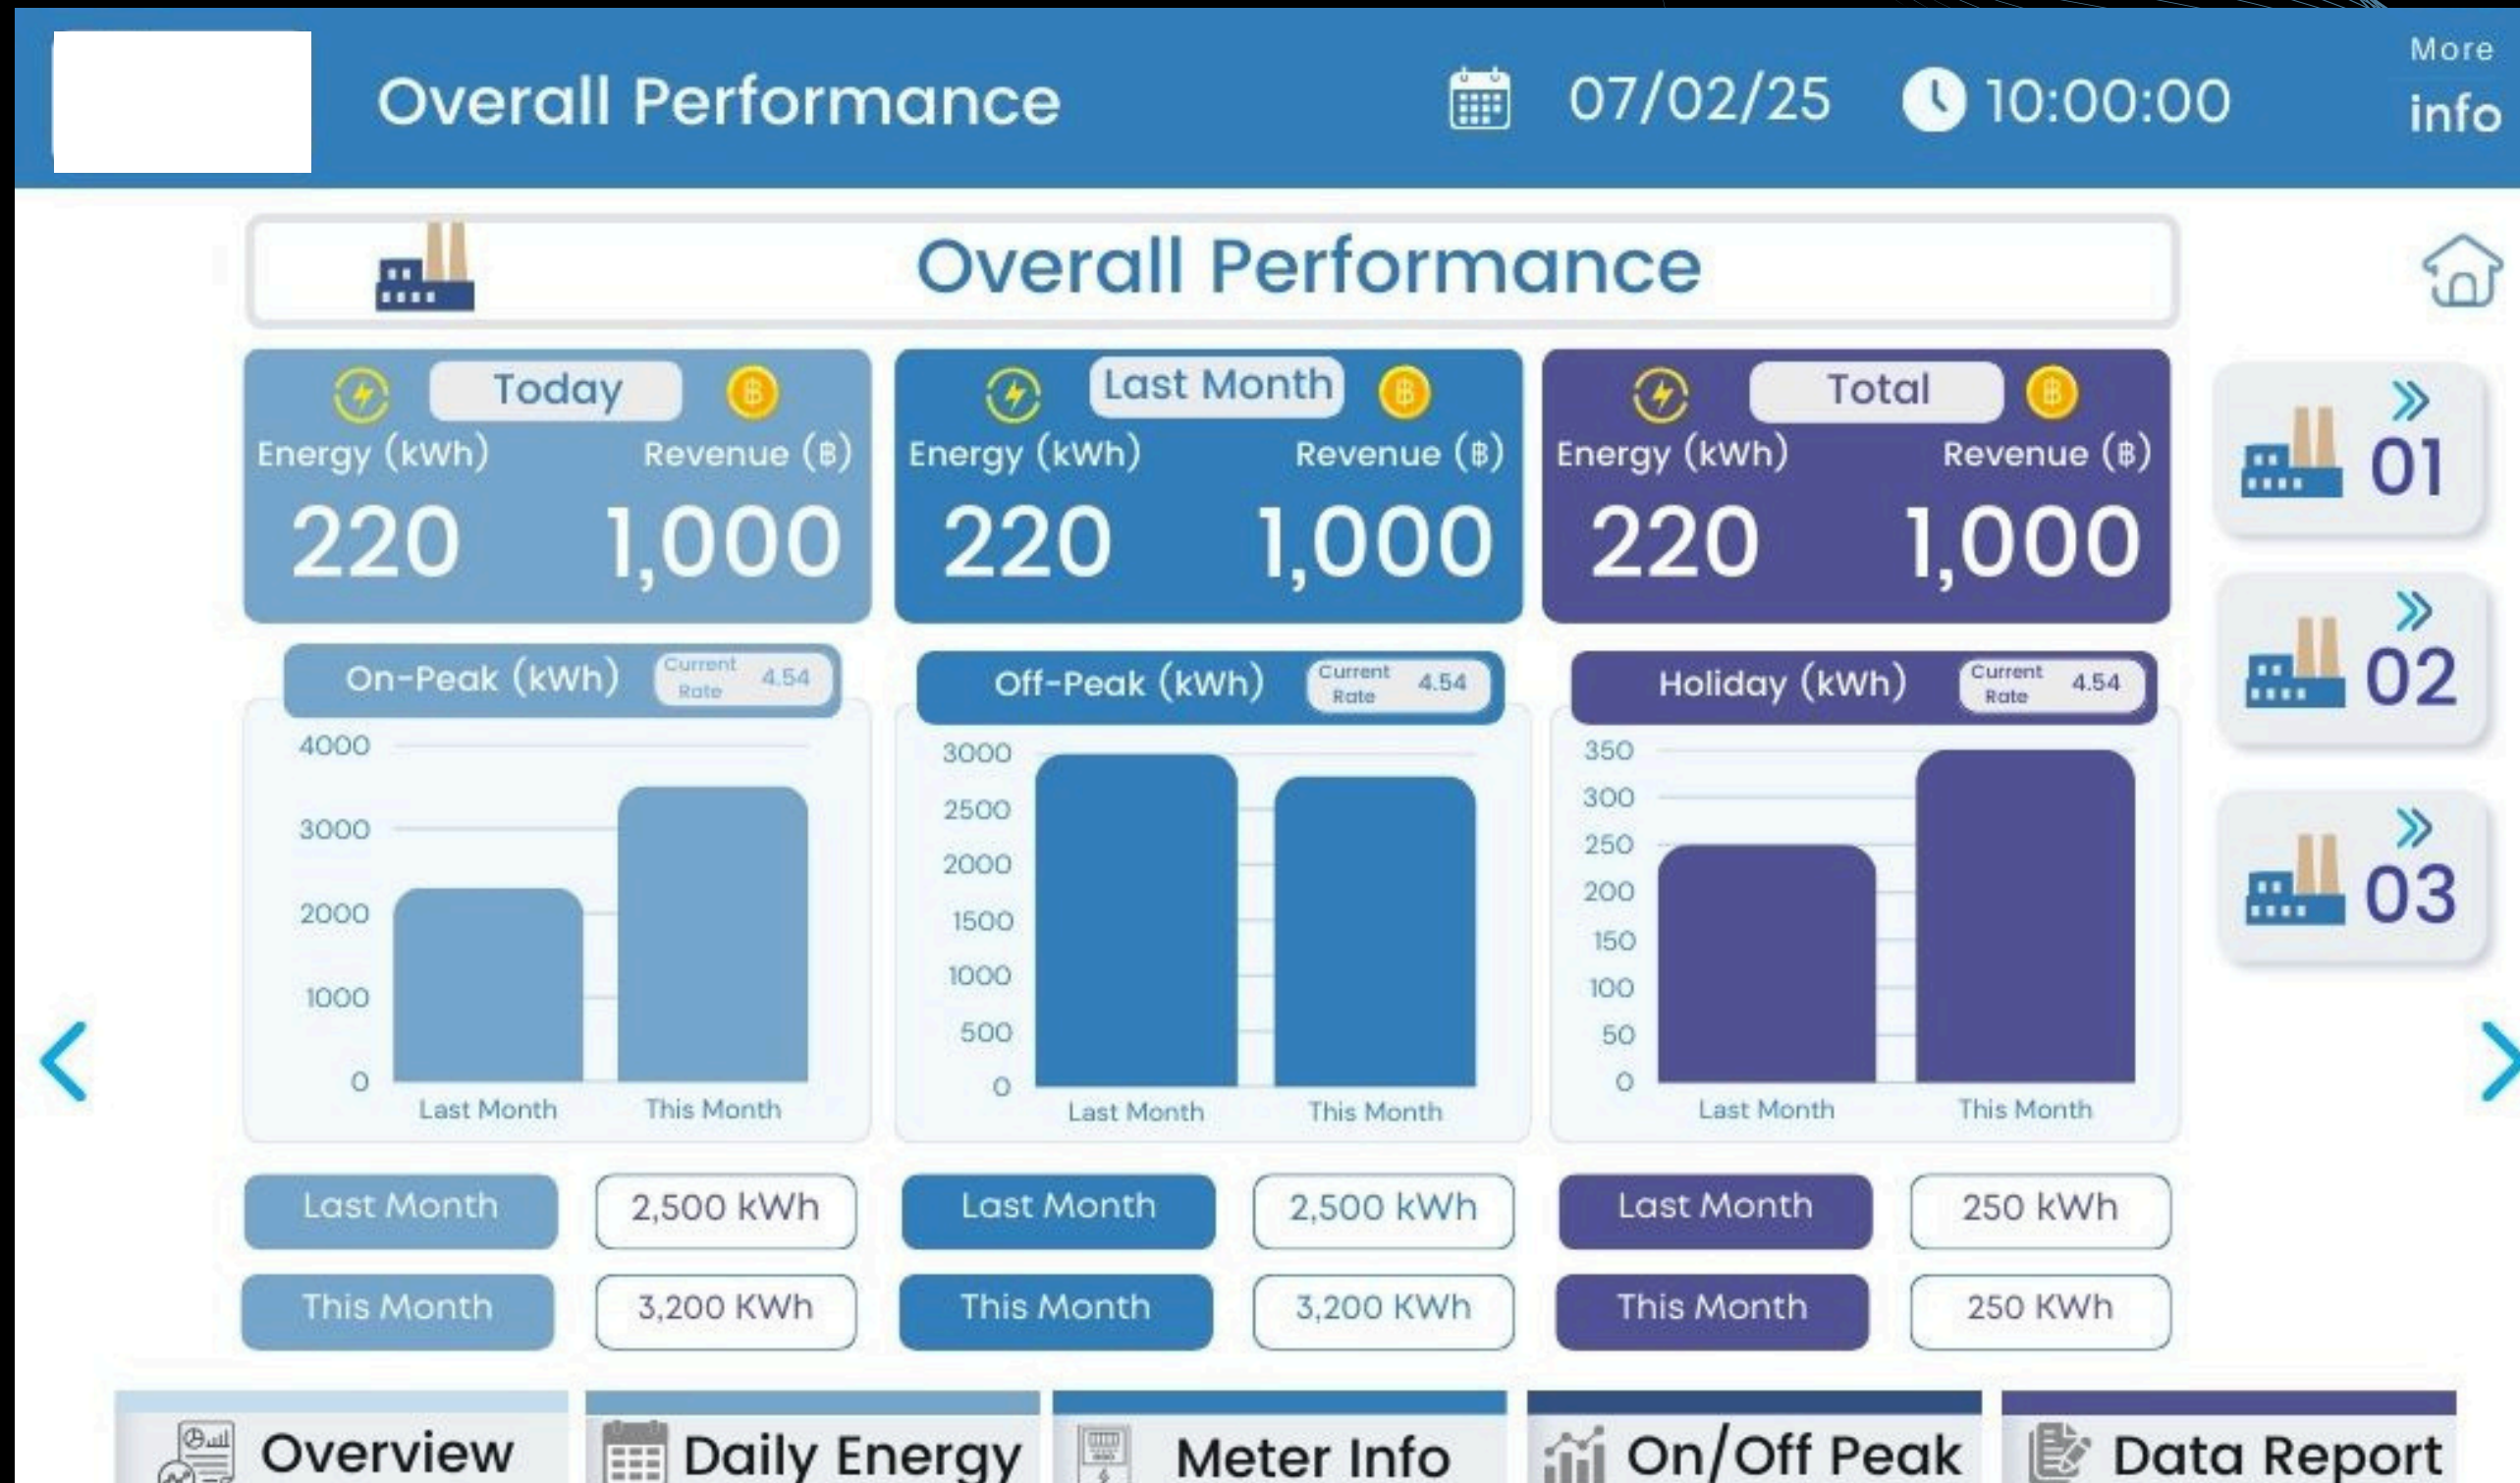 Overall Performance
07/02/25
10:00:00
More
info
Overall Performance
Today
Energy (kWh)
Revenue (฿)
220
1,000
Last Month
Energy (kWh)
Revenue (฿)
220
1,000
Total
Energy (kWh)
Revenue (฿)
220
1,000
01
02
03
On-Peak (kWh)
Current
Rate
4.54
4000
3000
2000
1000
0
Last Month
This Month
Off-Peak (kWh)
Current
Rate
4.54
3000
2500
2000
1500
1000
500
0
Last Month
This Month
Holiday (kWh)
Current
Rate
4.54
350
300
250
200
150
100
50
0
Last Month
This Month
Last Month
2,500 kWh
This Month
3,200 KWh
Last Month
2,500 kWh
This Month
3,200 KWh
Last Month
250 kWh
This Month
250 KWh
Overview
Daily Energy
Meter Info
On/Off Peak
Data Report